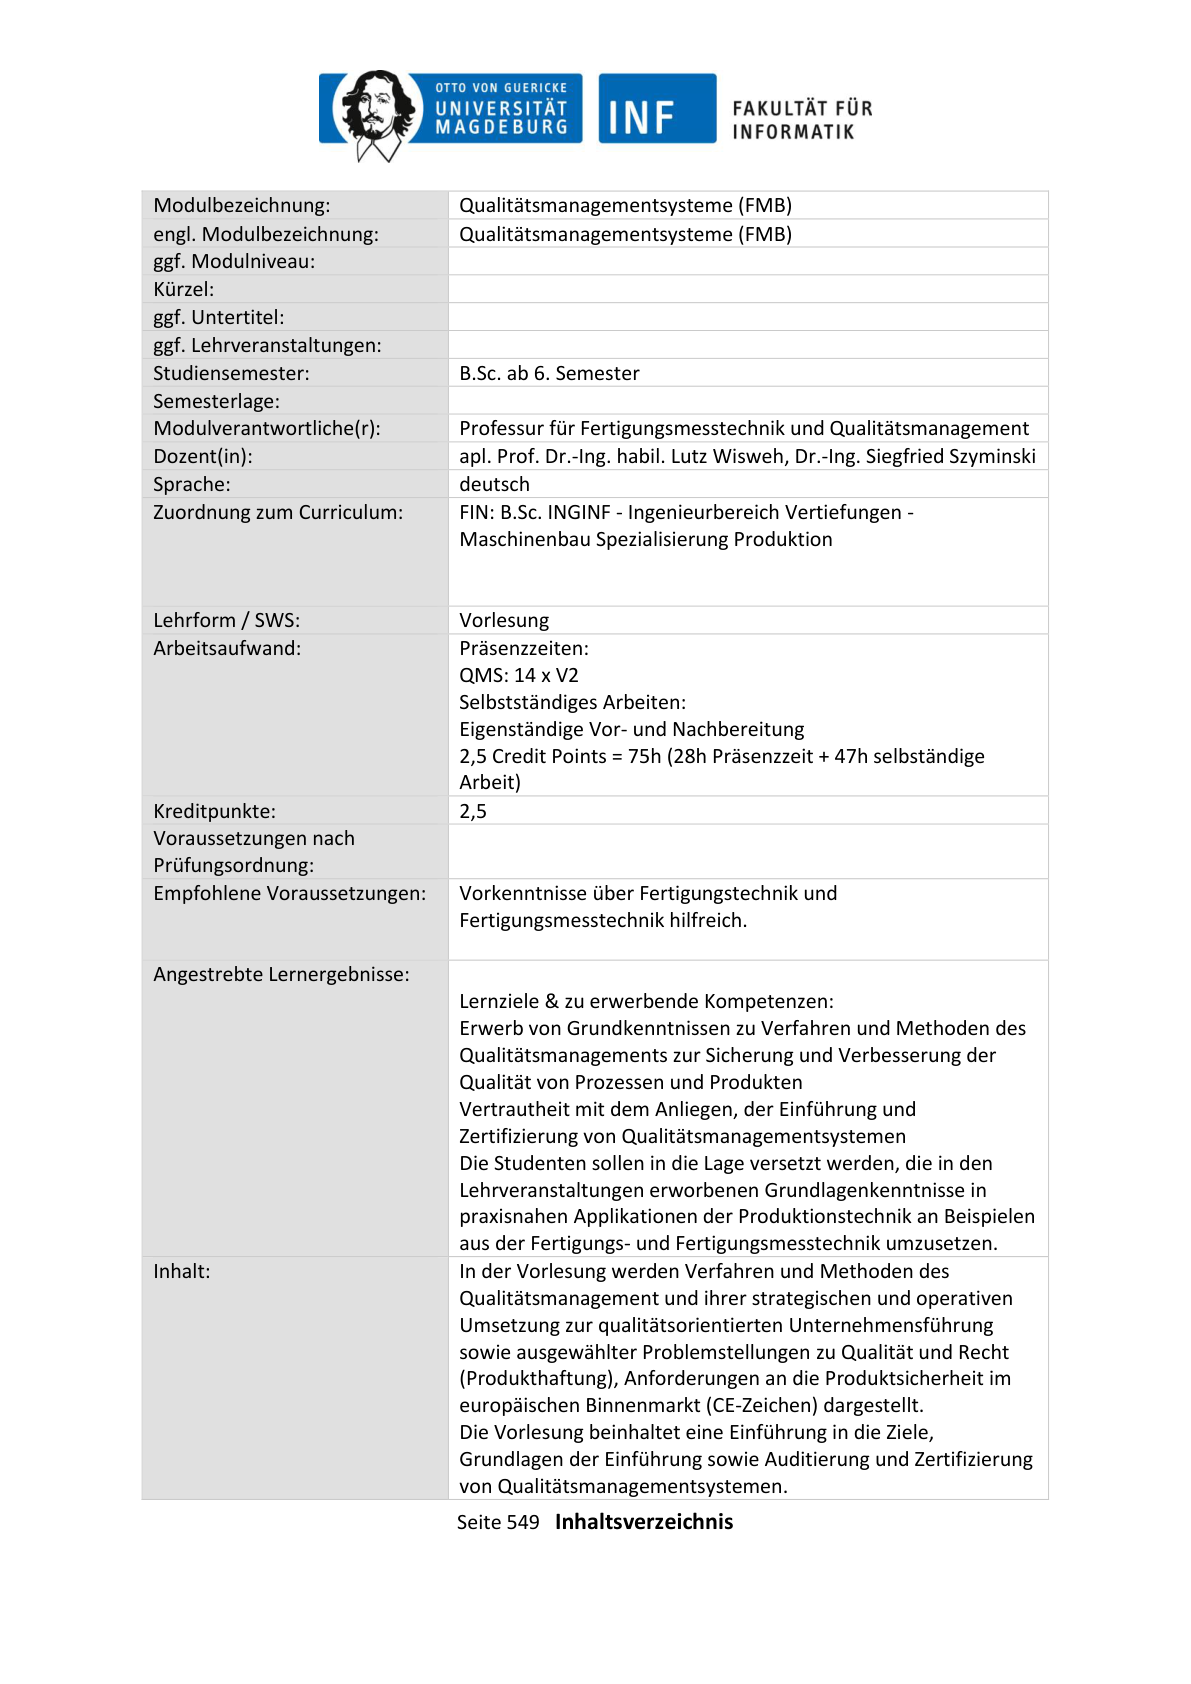 OTTO VON GUERICKE
UNIVERSITÄT
MAGDEBURG
INF
FAKULTÄT FÜR
INFORMATIK
Modulbezeichnung: Qualitätsmanagementsysteme (FMB)
engl. Modulbezeichnung: Qualitätsmanagementsysteme (FMB)
ggf. Modulniveau:
Kürzel:
ggf. Untertitel:
ggf. Lehrveranstaltungen:
Studiensemester: B.Sc. ab 6. Semester
Semesterlage:
Modulverantwortliche(r): Professur für Fertigungsmesstechnik und Qualitätsmanagement
Dozent(in): apl. Prof. Dr.-Ing. habil. Lutz Wisweh, Dr.-Ing. Siegfried Szyminski
Sprache: deutsch
Zuordnung zum Curriculum: FIN: B.Sc. INGINF - Ingenieurbereich Vertiefungen -
Maschinenbau Spezialisierung Produktion
Lehrform / SWS: Vorlesung
Arbeitsaufwand: Präsenzzeiten:
QMS: 14 x V2
Selbstständiges Arbeiten:
Eigenständige Vor- und Nachbereitung
2,5 Credit Points = 75h (28h Präsenzzeit + 47h selbständige
Arbeit)
Kreditpunkte: 2,5
Voraussetzungen nach
Prüfungsordnung:
Empfohlene Voraussetzungen: Vorkenntnisse über Fertigungstechnik und
Fertigungsmesstechnik hilfreich.
Angestrebte Lernergebnisse:
Lernziele & zu erwerbende Kompetenzen:
Erwerb von Grundkenntnissen zu Verfahren und Methoden des
Qualitätsmanagements zur Sicherung und Verbesserung der
Qualität von Prozessen und Produkten
Vertrautheit mit dem Anliegen, der Einführung und
Zertifizierung von Qualitätsmanagementsystemen
Die Studenten sollen in die Lage versetzt werden, die in den
Lehrveranstaltungen erworbenen Grundlagenkenntnisse in
praxisnahen Applikationen der Produktionstechnik an Beispielen
aus der Fertigungs- und Fertigungsmesstechnik umzusetzen.
Inhalt: In der Vorlesung werden Verfahren und Methoden des
Qualitätsmanagement und ihrer strategischen und operativen
Umsetzung zur qualitätsorientierten Unternehmensführung
sowie ausgewählter Problemstellungen zu Qualität und Recht
(Produkthaftung), Anforderungen an die Produktsicherheit im
europäischen Binnenmarkt (CE-Zeichen) dargestellt.
Die Vorlesung beinhaltet eine Einführung in die Ziele,
Grundlagen der Einführung sowie Auditierung und Zertifizierung
von Qualitätsmanagementsystemen.
Seite 549 Inhaltsverzeichnis